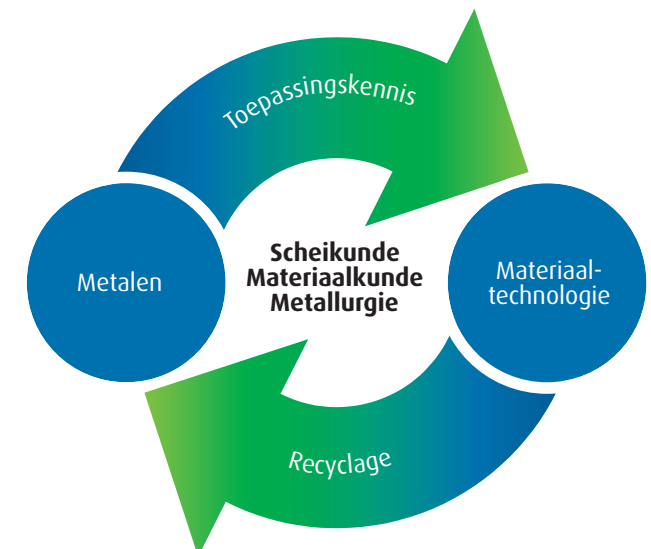 Toepassingskennis
Metalen
Scheikunde
Materiaalkunde
Metallurgie
Materiaal-
technologie
Recyclage